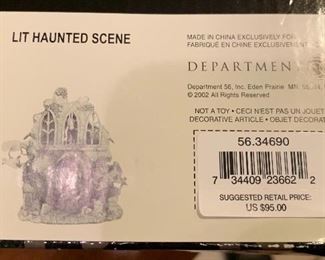 LIT HAUNTED SCENE
MADE IN CHINA EXCLUSIVELY FOR
FABRIQUÉ EN CHINE EXCLUSIVEMENT
DEPARTMENT
Department 56, Inc. Eden Prairie MN
© 2002 All Rights Reserved
NOT A TOY • CECI N'EST PAS UN JOUET
DECORATIVE ARTICLE • OBJET DECORAT
56.34690
7 34409 23662 2
SUGGESTED RETAIL PRICE:
US $95.00